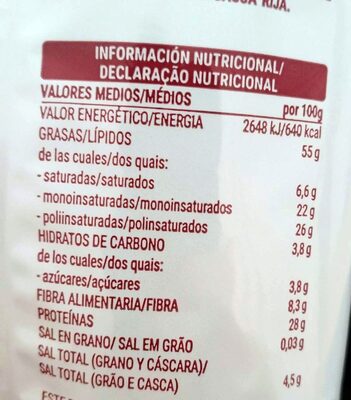 RIJA.
INFORMACIÓN NUTRICIONAL/
DECLARAÇÃO NUTRICIONAL
VALORES MEDIOS/MÉDIOS por 100g
VALOR ENERGÉTICO/ENERGIA 2648 kJ/640 kcal
GRASAS/LÍPIDOS 55 g
de las cuales/dos quais:
- saturadas/saturados 6,6 g
- monoinsaturadas/monoinsaturados 22 g
- poliinsaturadas/polinsaturados 26 g
HIDRATOS DE CARBONO 3,8 g
de los cuales/dos quais:
- azúcares/açúcares 3,8 g
FIBRA ALIMENTARIA/FIBRA 8,3 g
PROTEÍNAS 28 g
SAL EN GRANO/ SAL EM GRÃO 0,03 g
SAL TOTAL (GRANO Y CÁSCARA)/
SAL TOTAL (GRÃO E CASCA) 4,5 g